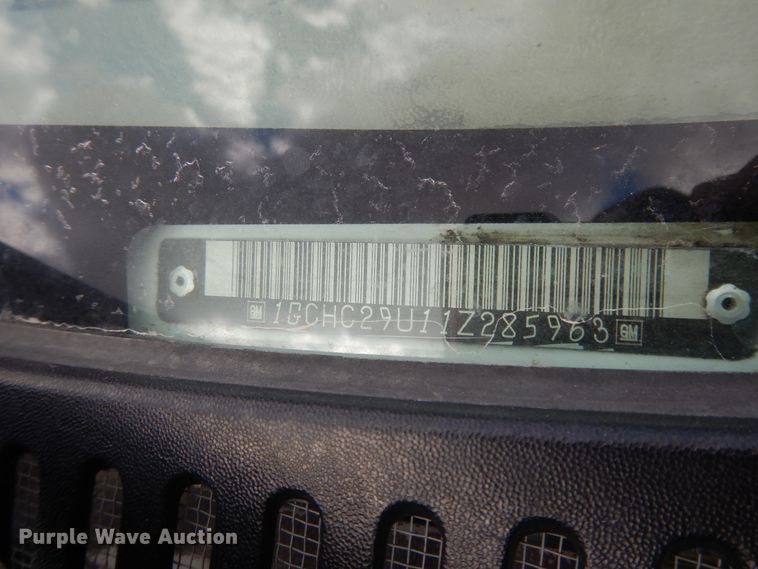 GM 1GCHC29U11Z285963 GM
Purple Wave Auction